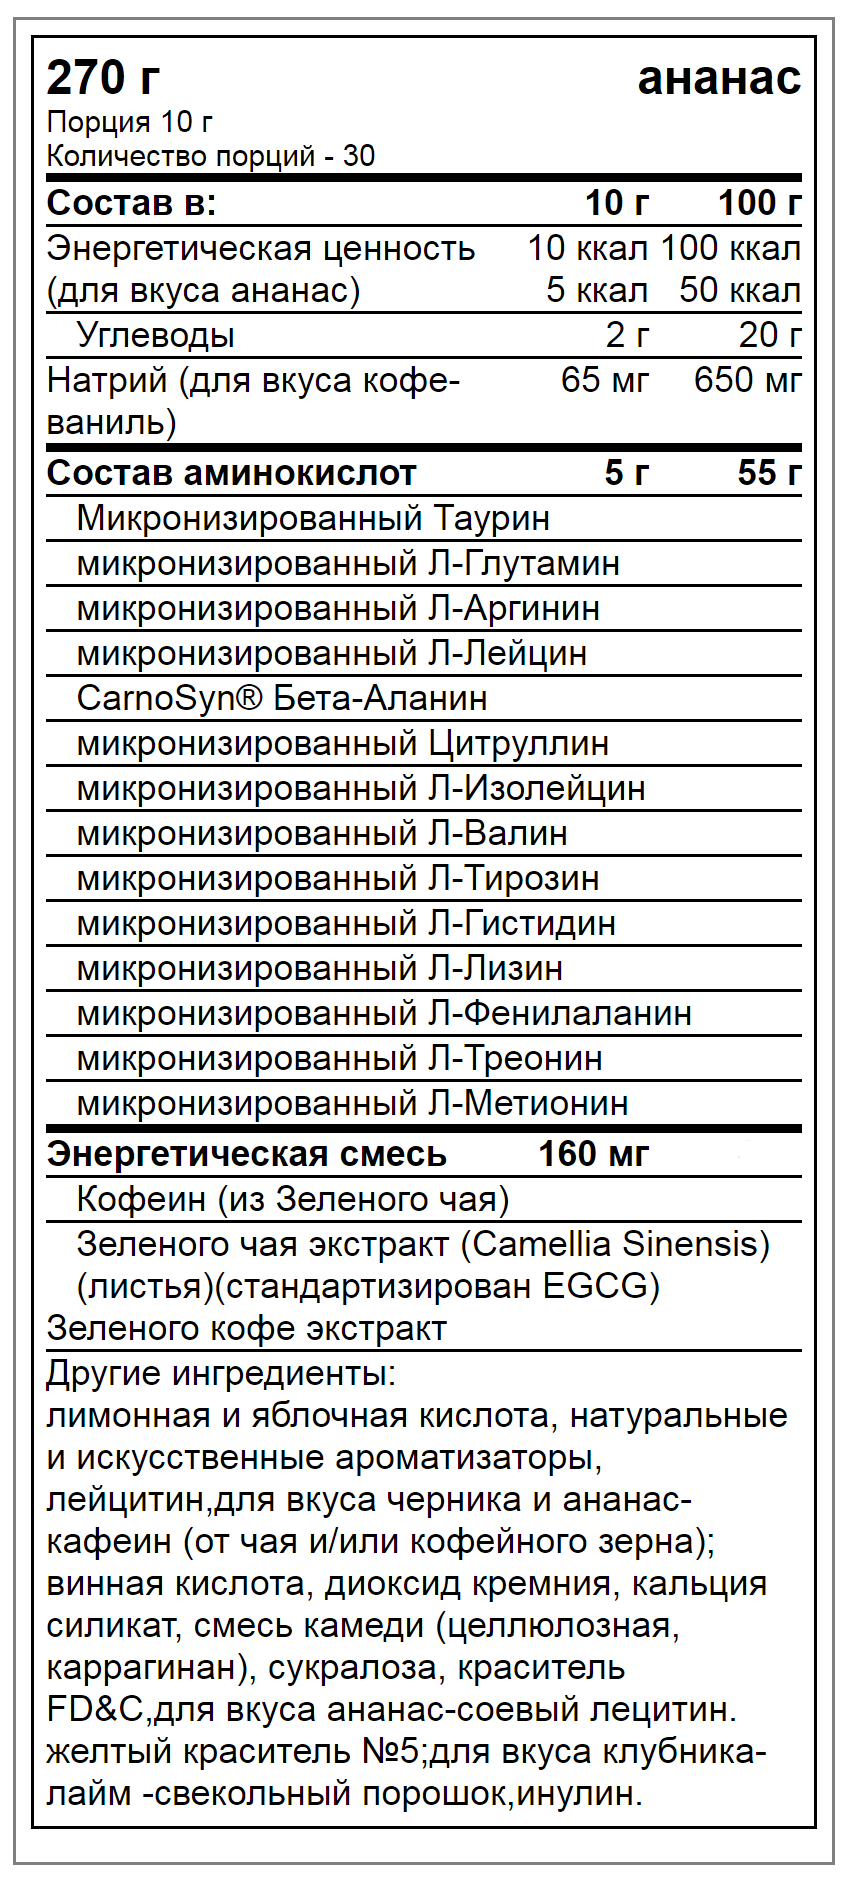 270 г ананас
Порция 10 г
Количество порций - 30
Состав в: 10 г 100 г
Энергетическая ценность 10 ккал 100 ккал
(для вкуса ананас) 5 ккал 50 ккал
Углеводы 2 г 20 г
Натрий (для вкуса кофе- 65 мг 650 мг
ваниль)
Состав аминокислот 5 г 55 г
Микронизированный Таурин
микронизированный Л-Глутамин
микронизированный Л-Аргинин
микронизированный Л-Лейцин
CarnoSyn® Бета-Аланин
микронизированный Цитруллин
микронизированный Л-Изолейцин
микронизированный Л-Валин
микронизированный Л-Тирозин
микронизированный Л-Гистидин
микронизированный Л-Лизин
микронизированный Л-Фенилаланин
микронизированный Л-Треонин
микронизированный Л-Метионин
Энергетическая смесь 160 мг
Кофеин (из Зеленого чая)
Зеленого чая экстракт (Camellia Sinensis)
(листья)(стандартизирован EGCG)
Зеленого кофе экстракт
Другие ингредиенты:
лимонная и яблочная кислота, натуральные
и искусственные ароматизаторы,
лейцитин,для вкуса черника и ананас-
кафеин (от чая и/или кофейного зерна);
винная кислота, диоксид кремния, кальция
силикат, смесь камеди (целлюлозная,
каррагинан), сукралоза, краситель
FD&C,для вкуса ананас-соевый лецитин.
желтый краситель №5;для вкуса клубника-
лайм -свекольный порошок,инулин.